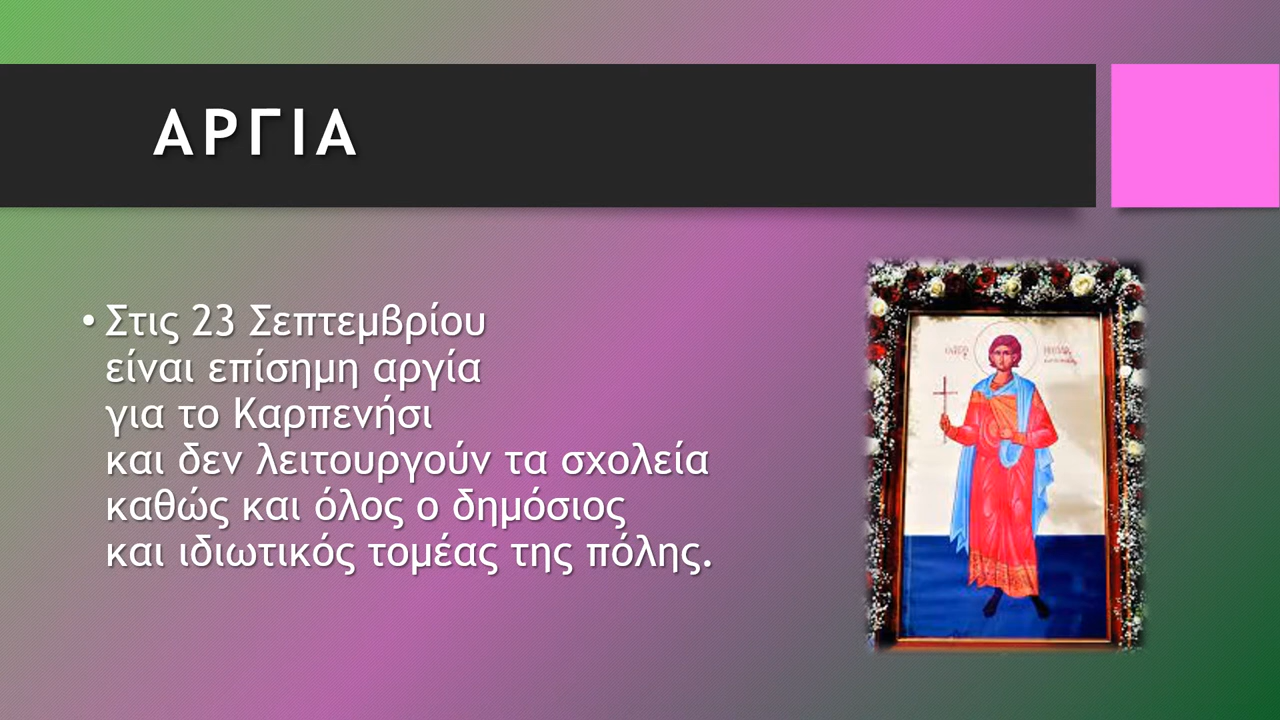 ΑΡΓΙΑ
• Στις 23 Σεπτεμβρίου
είναι επίσημη αργία
για το Καρπενήσι
και δεν λειτουργούν τα σχολεία
καθώς και όλος ο δημόσιος
και ιδιωτικός τομέας της πόλης.